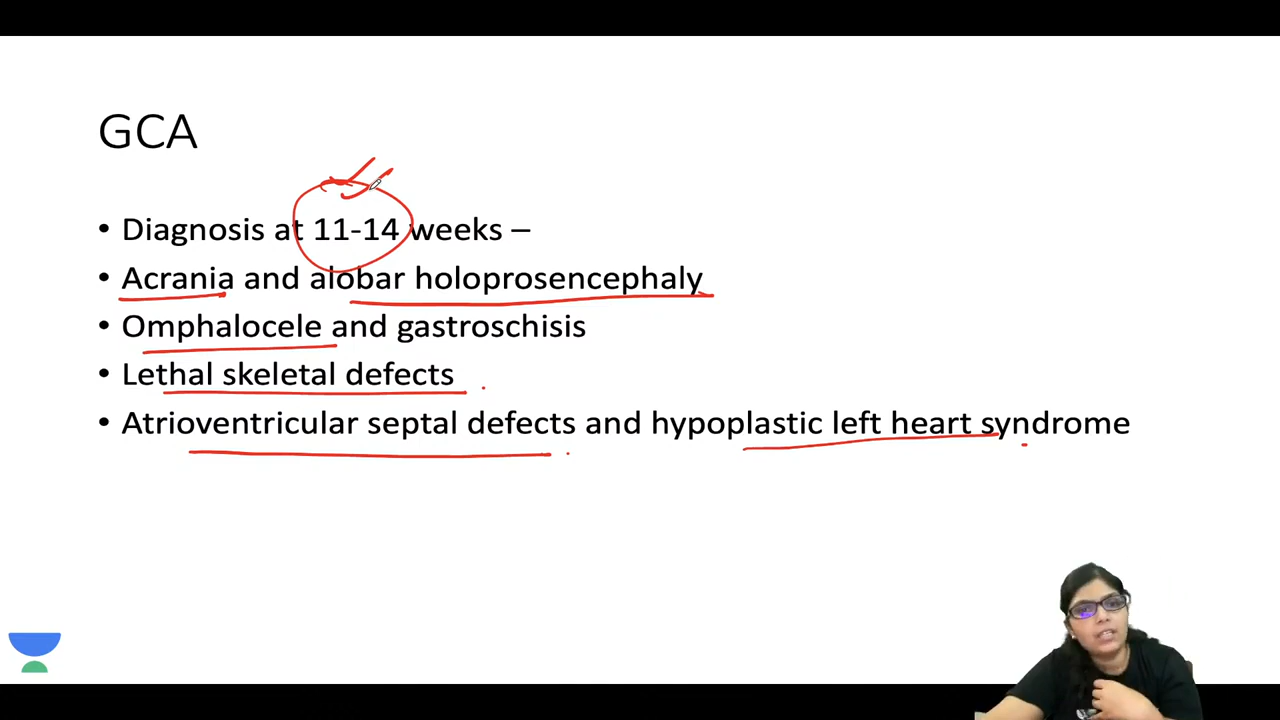 GCA
• Diagnosis at 11-14 weeks –
• Acrania and alobar holoprosencephaly
• Omphalocele and gastroschisis
• Lethal skeletal defects
• Atrioventricular septal defects and hypoplastic left heart syndrome